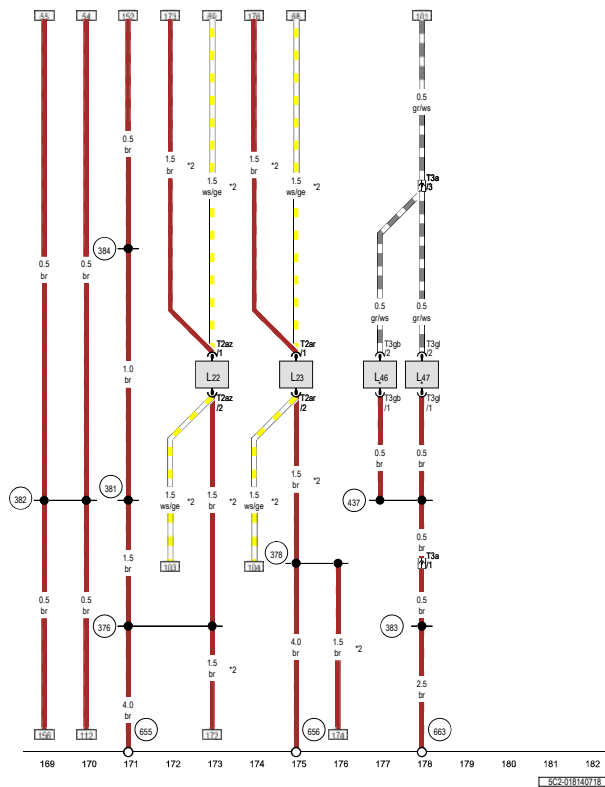 55 54 152 173 80 176 88 101
0.5
gr/ws
0.5
br
1.5
br *2
1.5
ws/ge *2
1.5
br *2
1.5
ws/ge *2
T3a
/3
384
0.5
br
0.5
br
0.5
gr/ws
0.5
gr/ws
T2az
/1
T2ar
/1
T3gb
/2
T3gl
/2
1.0
br
L22
L23
L46
L47
T2az
/2
T2ar
/2
T3gb
/1
T3gl
/1
0.5
br
0.5
br
1.5
br *2
382
381
1.5
ws/ge *2
1.5
br *2
1.5
ws/ge *2
437
378
T3a
/1
103
104
1.5
br
0.5
br
0.5
br
0.5
br
376
383
1.5
br *2
4.0
br
1.5
br *2
2.5
br
4.0
br
655
656
663
156 112 172 174
169 170 171 172 173 174 175 176 177 178 179 180 181 182
5C2-018140718